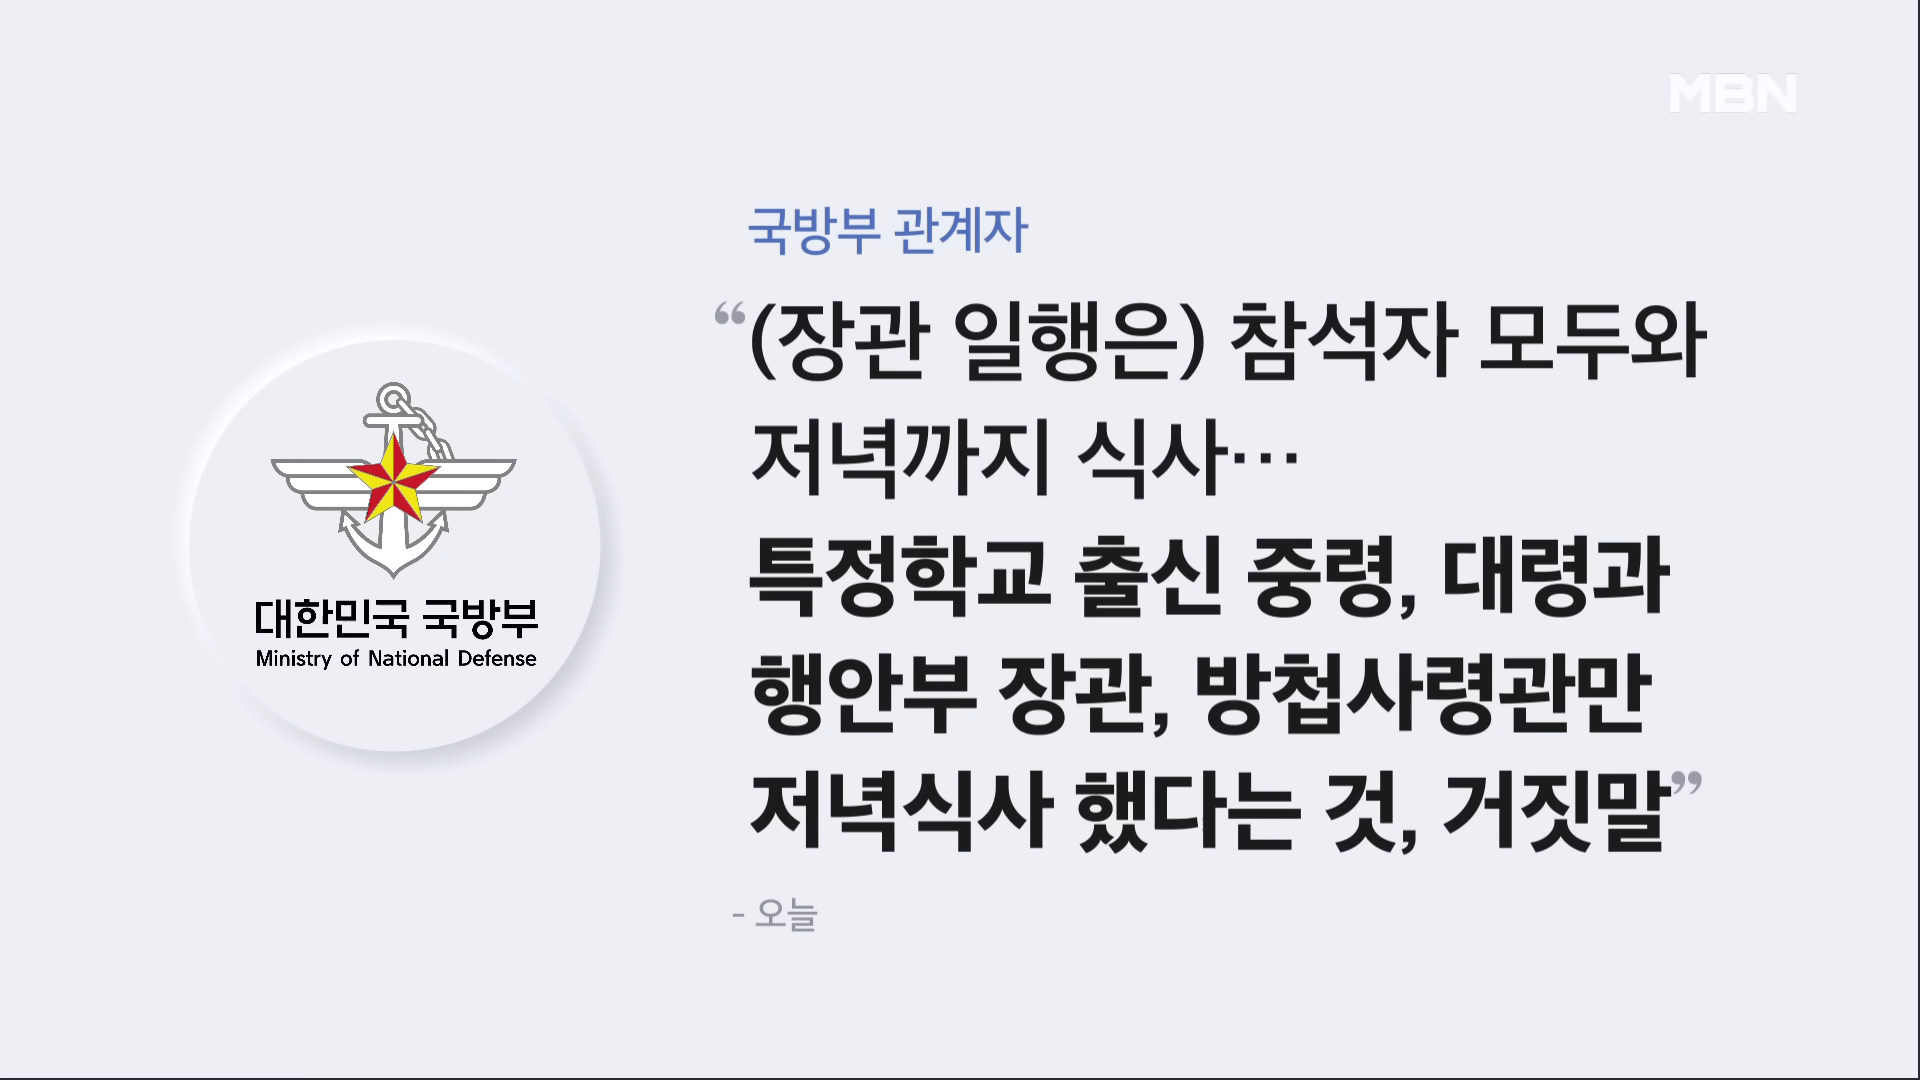 MBN
국방부 관계자
“(장관 일행은) 참석자 모두와
저녁까지 식사…
특정학교 출신 중령, 대령과
행안부 장관, 방첩사령관만
저녁식사 했다는 것, 거짓말”
- 오늘
대한민국 국방부
Ministry of National Defense